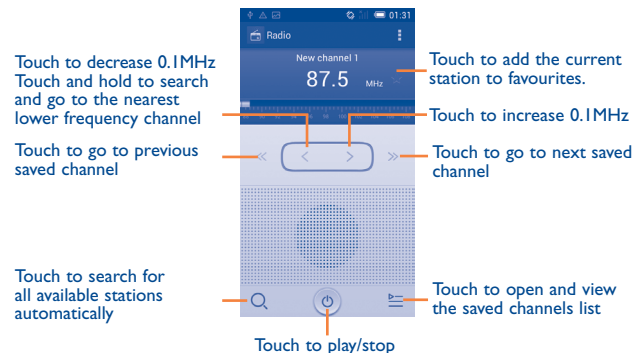 01:31
Radio
New channel 1
87.5 MHz
Touch to decrease 0.1MHz
Touch and hold to search
and go to the nearest
lower frequency channel
Touch to go to previous
saved channel
Touch to search for
all available stations
automatically
Touch to add the current
station to favourites.
Touch to increase 0.1MHz
Touch to go to next saved
channel
Touch to open and view
the saved channels list
Touch to play/stop